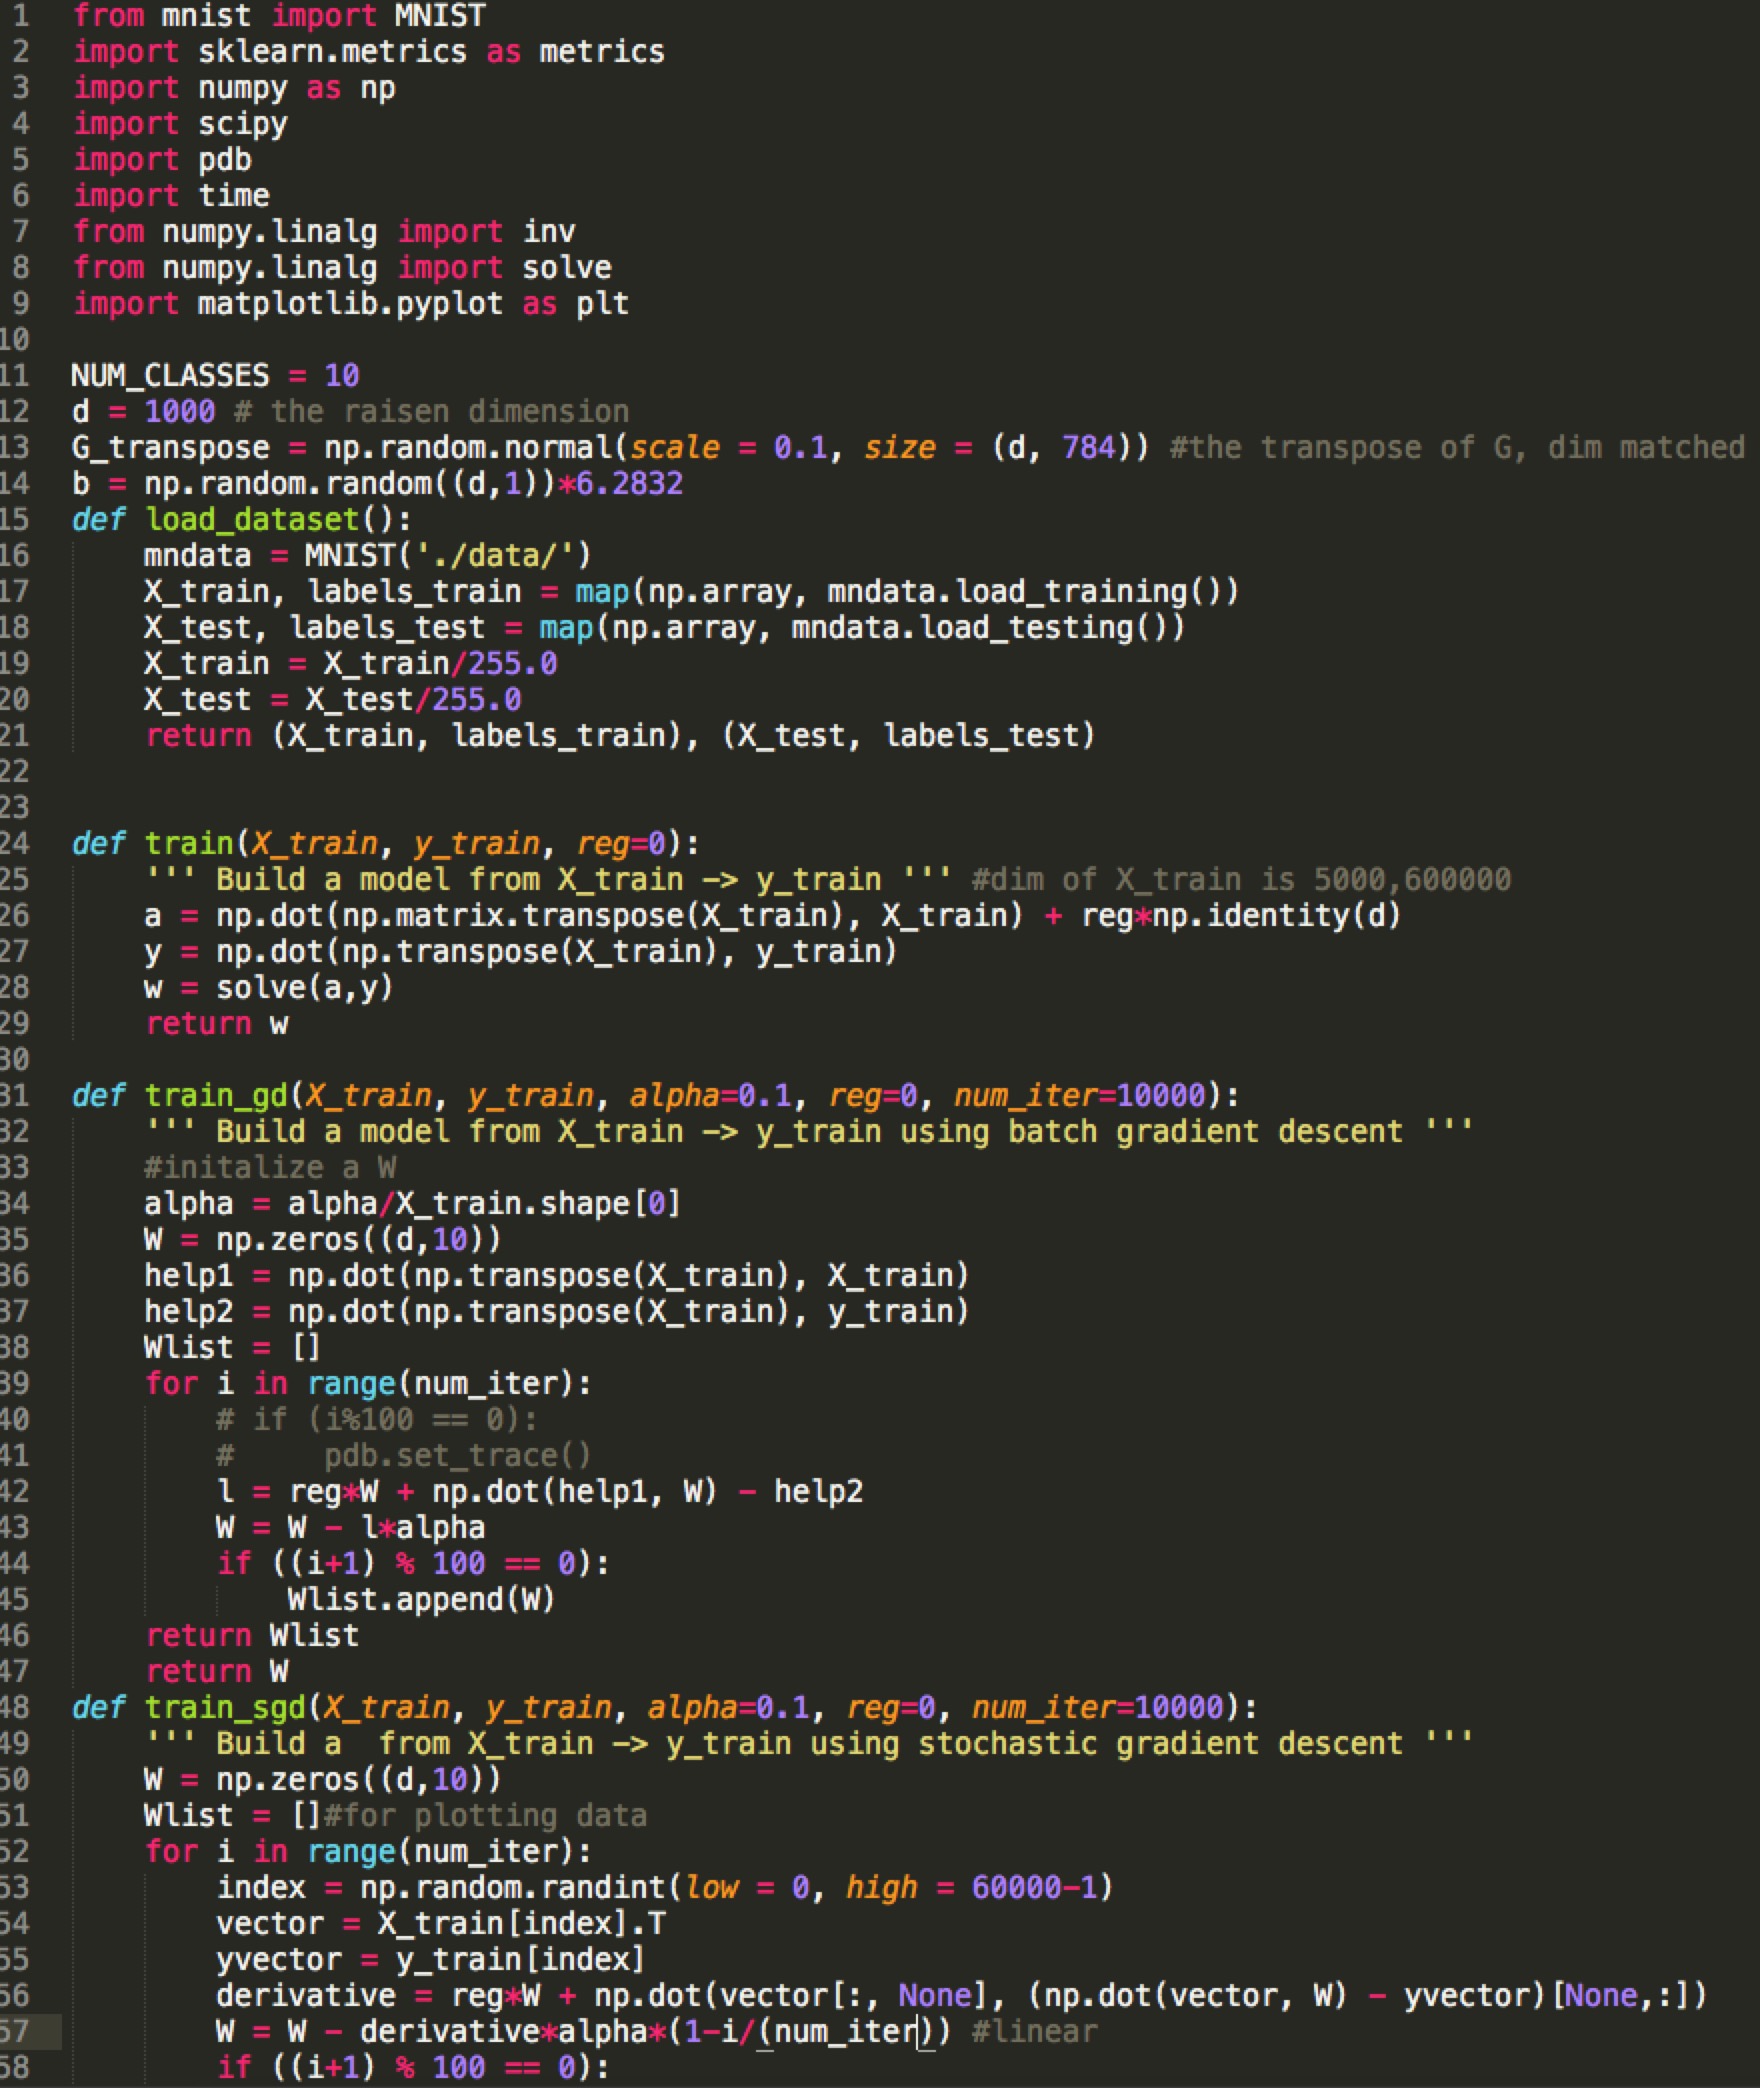 1 from mnist import MNIST
2 import sklearn.metrics as metrics
3 import numpy as np
4 import scipy
5 import pdb
6 import time
7 from numpy.linalg import inv
8 from numpy.linalg import solve
9 import matplotlib.pyplot as plt
10
11 NUM_CLASSES = 10
12 d = 1000 # the raisen dimension
13 G_transpose = np.random.normal(scale = 0.1, size = (d, 784)) #the transpose of G, dim matched
14 b = np.random.random((d,1))*6.2832
15 def load_dataset():
16     mndata = MNIST('./data/')
17     X_train, labels_train = map(np.array, mndata.load_training())
18     X_test, labels_test = map(np.array, mndata.load_testing())
19     X_train = X_train/255.0
20     X_test = X_test/255.0
21     return (X_train, labels_train), (X_test, labels_test)
22
23
24 def train(X_train, y_train, reg=0):
25     ''' Build a model from X_train -> y_train ''' #dim of X_train is 5000,600000
26     a = np.dot(np.matrix.transpose(X_train), X_train) + reg*np.identity(d)
27     y = np.dot(np.transpose(X_train), y_train)
28     w = solve(a,y)
29     return w
30
31 def train_gd(X_train, y_train, alpha=0.1, reg=0, num_iter=10000):
32     ''' Build a model from X_train -> y_train using batch gradient descent '''
33     #initalize a W
34     alpha = alpha/X_train.shape[0]
35     W = np.zeros((d,10))
36     help1 = np.dot(np.transpose(X_train), X_train)
37     help2 = np.dot(np.transpose(X_train), y_train)
38     Wlist = []
39     for i in range(num_iter):
40         # if (i%100 == 0):
41         #     pdb.set_trace()
42         l = reg*W + np.dot(help1, W) - help2
43         W = W - l*alpha
44         if ((i+1) % 100 == 0):
45             Wlist.append(W)
46     return Wlist
47     return W
48 def train_sgd(X_train, y_train, alpha=0.1, reg=0, num_iter=10000):
49     ''' Build a  from X_train -> y_train using stochastic gradient descent '''
50     W = np.zeros((d,10))
51     Wlist = []#for plotting data
52     for i in range(num_iter):
53         index = np.random.randint(low = 0, high = 60000-1)
54         vector = X_train[index].T
55         yvector = y_train[index]
56         derivative = reg*W + np.dot(vector[:, None], (np.dot(vector, W) - yvector)[None,:])
57         W = W - derivative*alpha*(1-i/(num_iter)) #linear
58         if ((i+1) % 100 == 0):